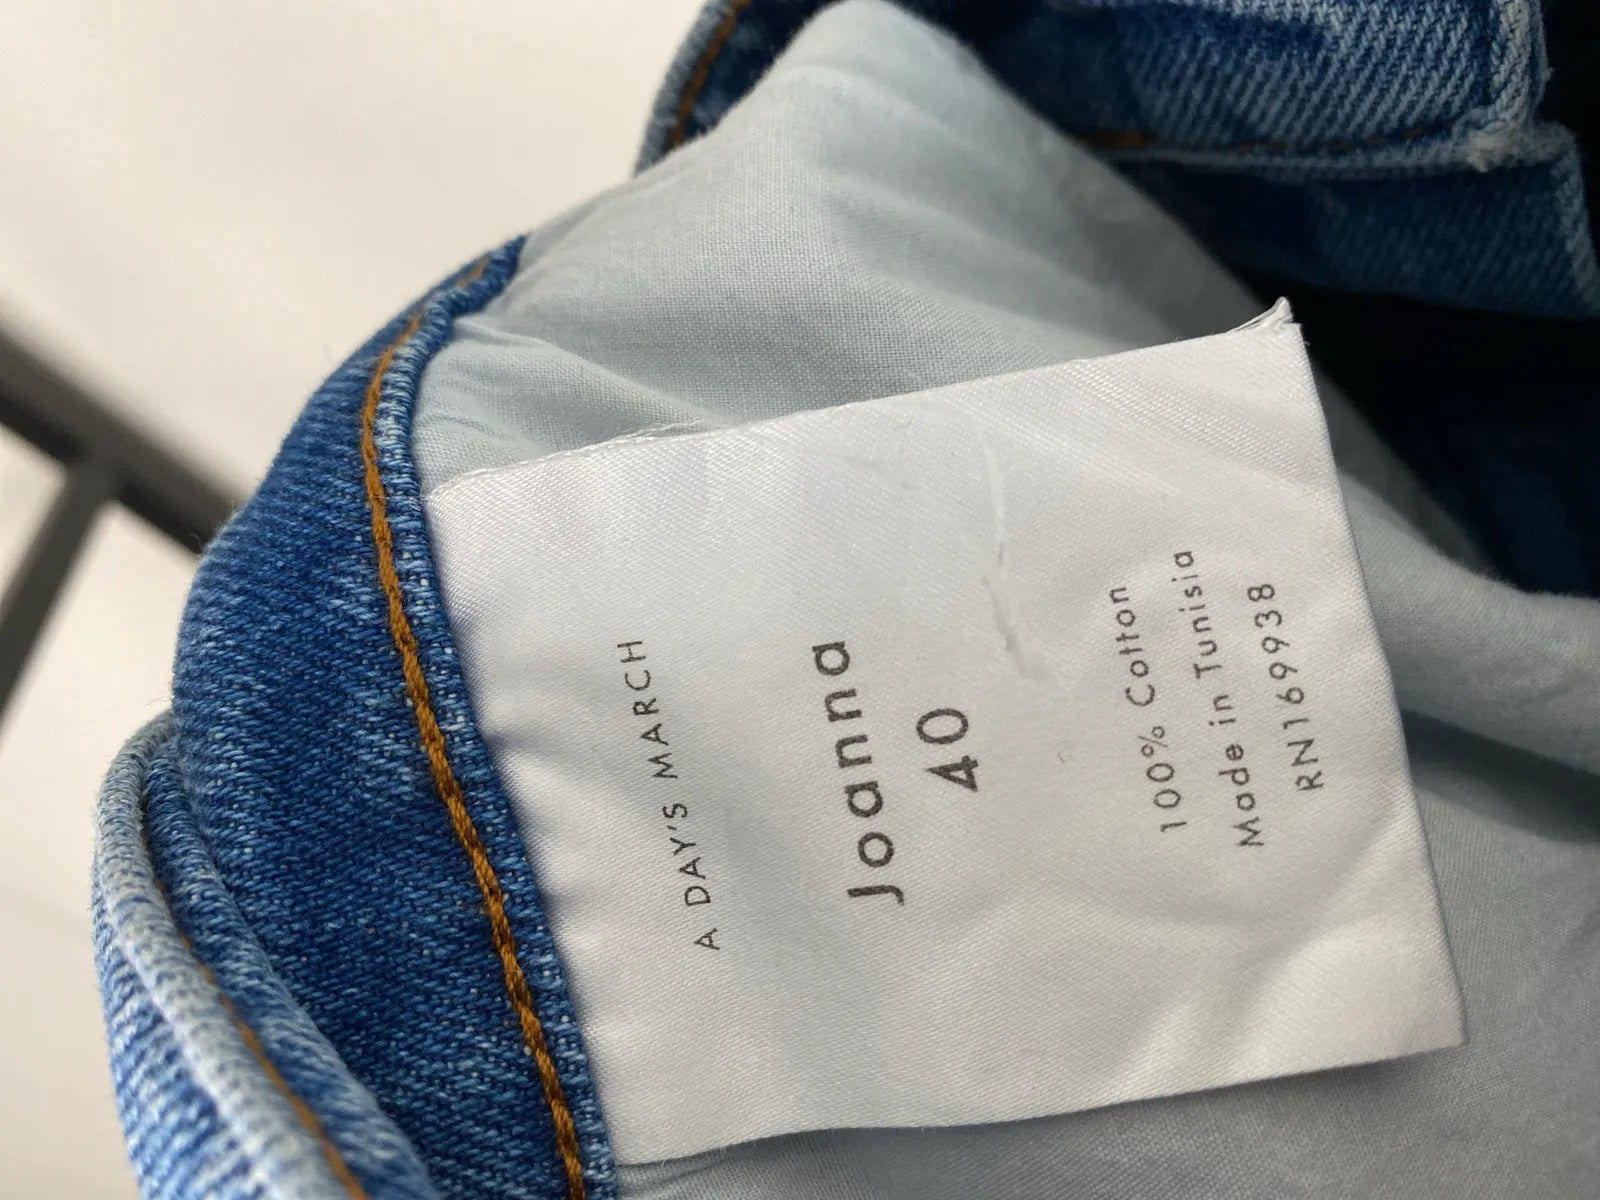 A DAY'S MARCH
Joanna
40
100% Cotton
Made in Tunisia
RN169938